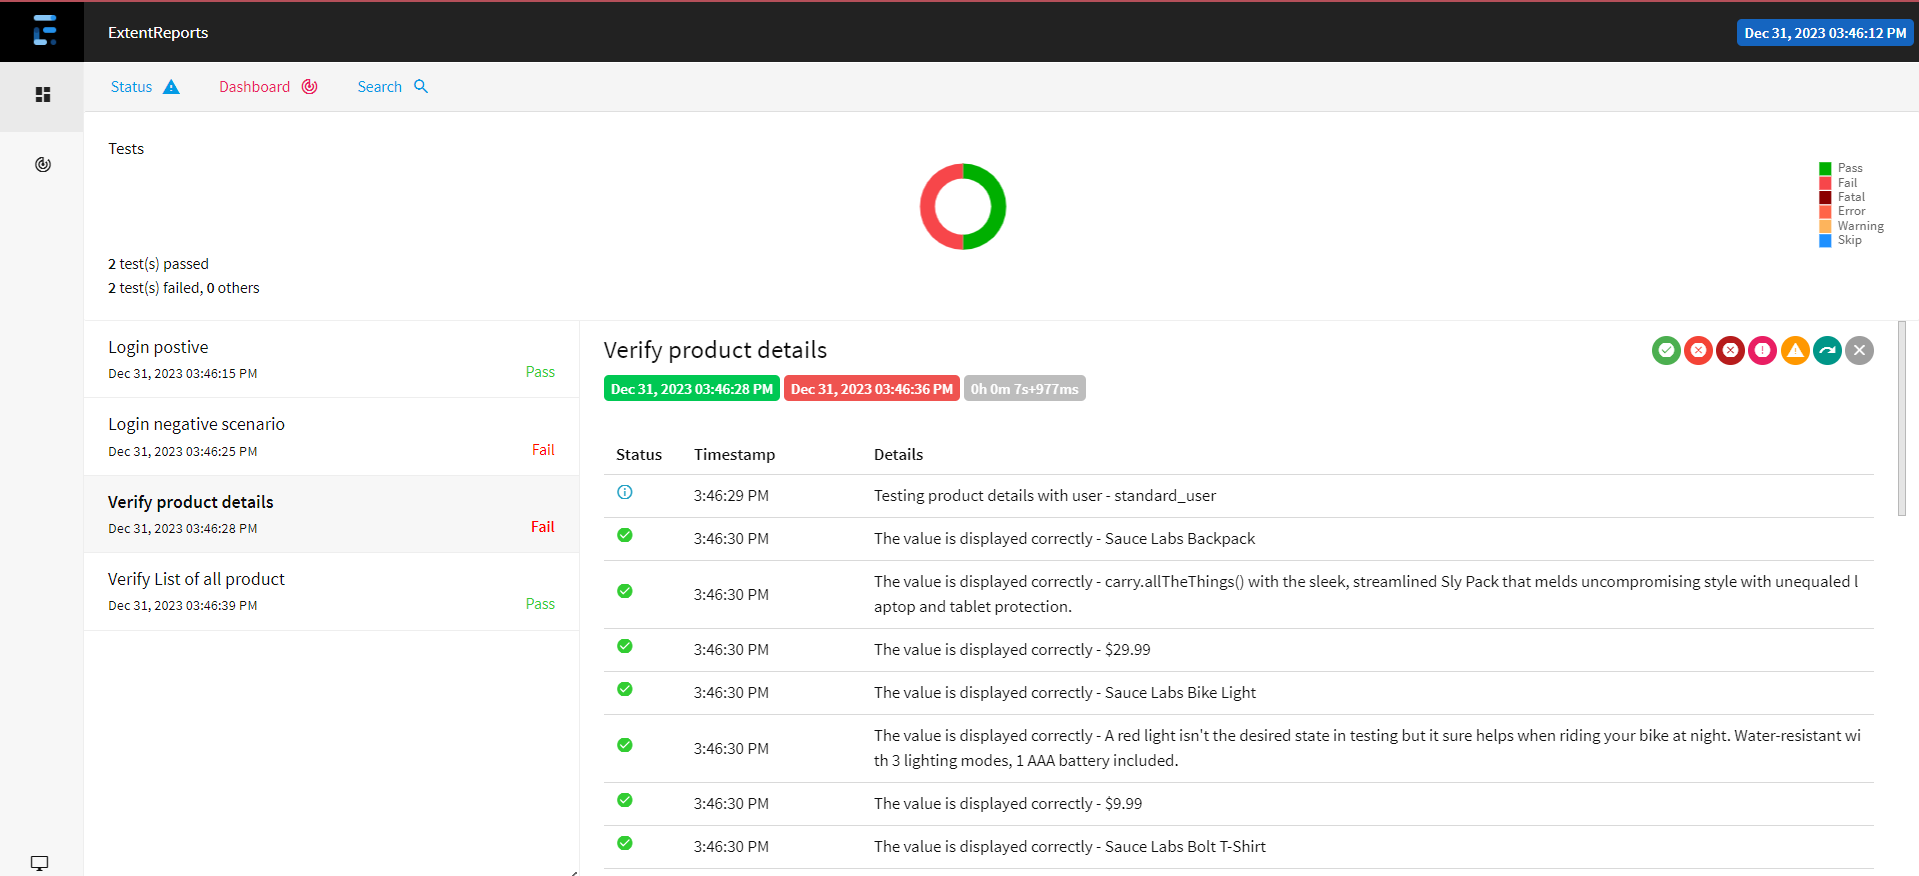 ExtentReports
Dec 31, 2023 03:46:12 PM
Status
Dashboard
Search
Tests
Pass
Fail
Fatal
Error
Warning
Skip
2 test(s) passed
2 test(s) failed, 0 others
Login postive
Dec 31, 2023 03:46:15 PM
Pass
Login negative scenario
Dec 31, 2023 03:46:25 PM
Fail
Verify product details
Dec 31, 2023 03:46:28 PM
Fail
Verify List of all product
Dec 31, 2023 03:46:39 PM
Pass
Verify product details
Dec 31, 2023 03:46:28 PM Dec 31, 2023 03:46:36 PM 0h 0m 7s+977ms
Status Timestamp Details
3:46:29 PM Testing product details with user - standard_user
3:46:30 PM The value is displayed correctly - Sauce Labs Backpack
3:46:30 PM The value is displayed correctly - carry.allTheThings() with the sleek, streamlined Sly Pack that melds uncompromising style with unequaled l
aptop and tablet protection.
3:46:30 PM The value is displayed correctly - $29.99
3:46:30 PM The value is displayed correctly - Sauce Labs Bike Light
3:46:30 PM The value is displayed correctly - A red light isn't the desired state in testing but it sure helps when riding your bike at night. Water-resistant wi
th 3 lighting modes, 1 AAA battery included.
3:46:30 PM The value is displayed correctly - $9.99
3:46:30 PM The value is displayed correctly - Sauce Labs Bolt T-Shirt